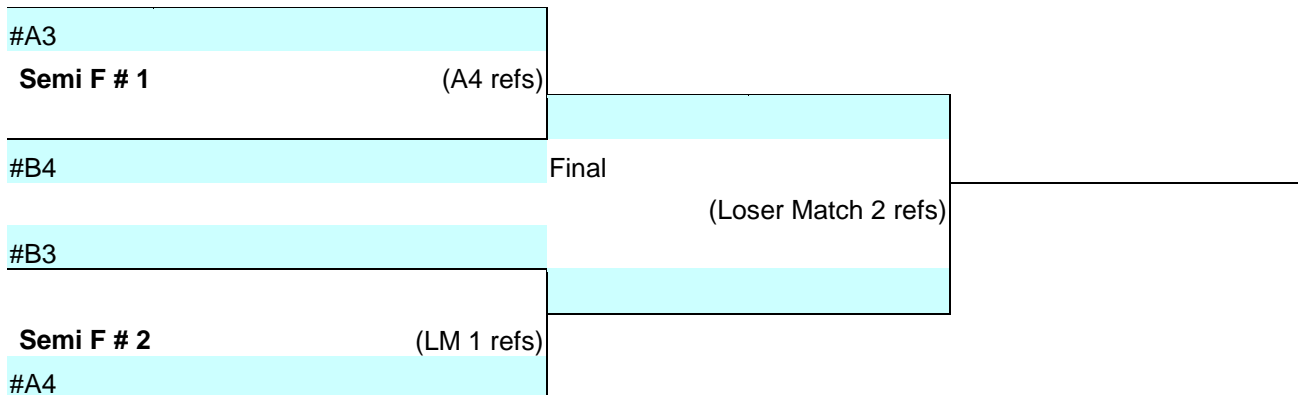 #A3
Semi F # 1 (A4 refs)
#B4 Final
(Loser Match 2 refs)
#B3
Semi F # 2 (LM 1 refs)
#A4